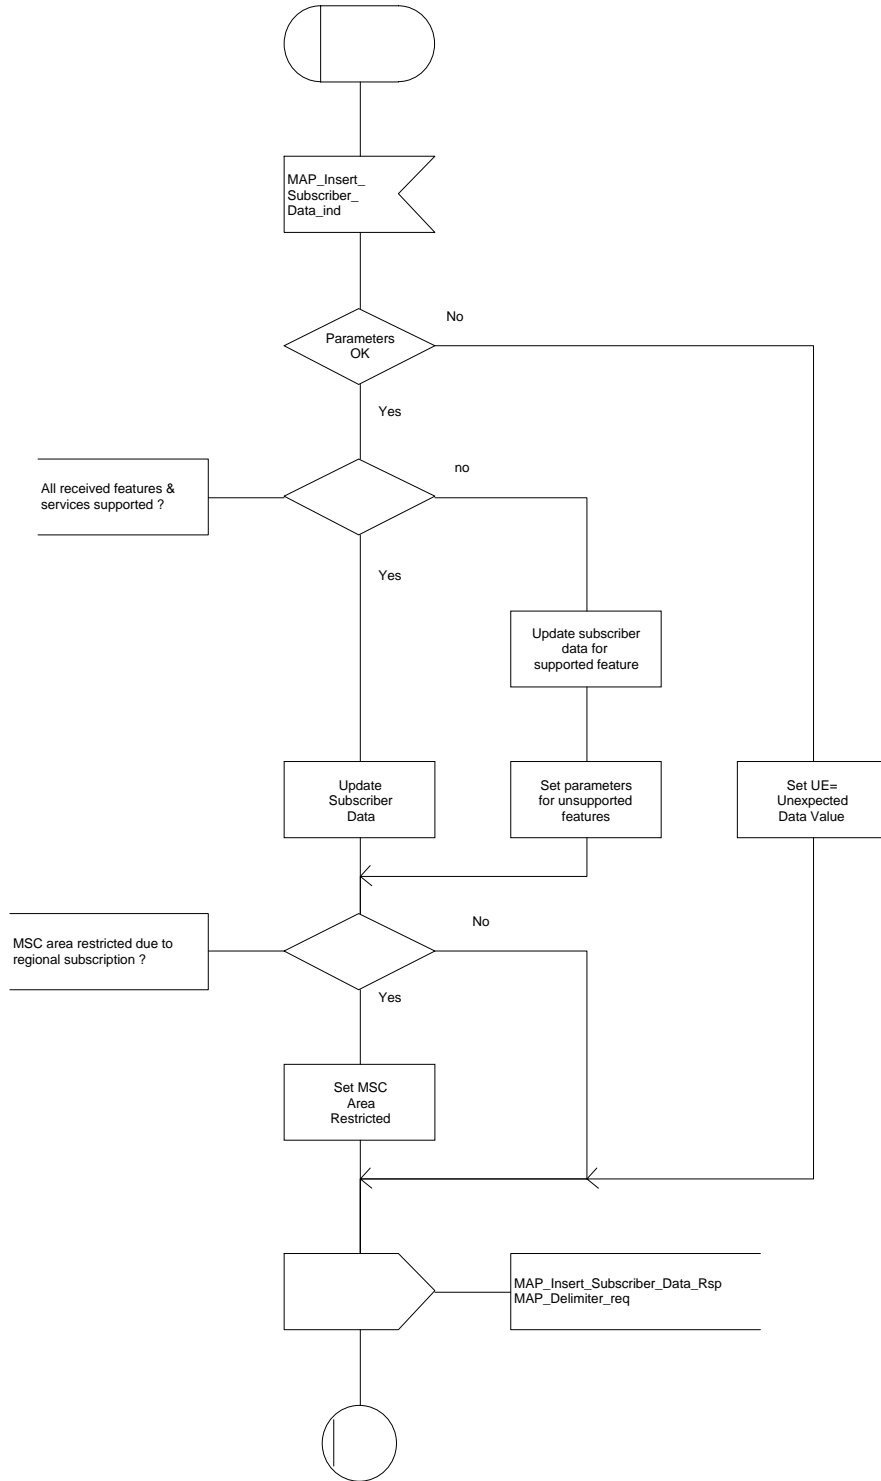 MAP_Insert_
Subscriber_
Data_ind
No
Parameters
OK
Yes
no
All received features &
services supported ?
Yes
Update subscriber
data for
supported feature
Update
Subscriber
Data
Set parameters
for unsupported
features
Set UE=
Unexpected
Data Value
No
MSC area restricted due to
regional subscription ?
Yes
Set MSC
Area
Restricted
MAP_Insert_Subscriber_Data_Rsp
MAP_Delimiter_req